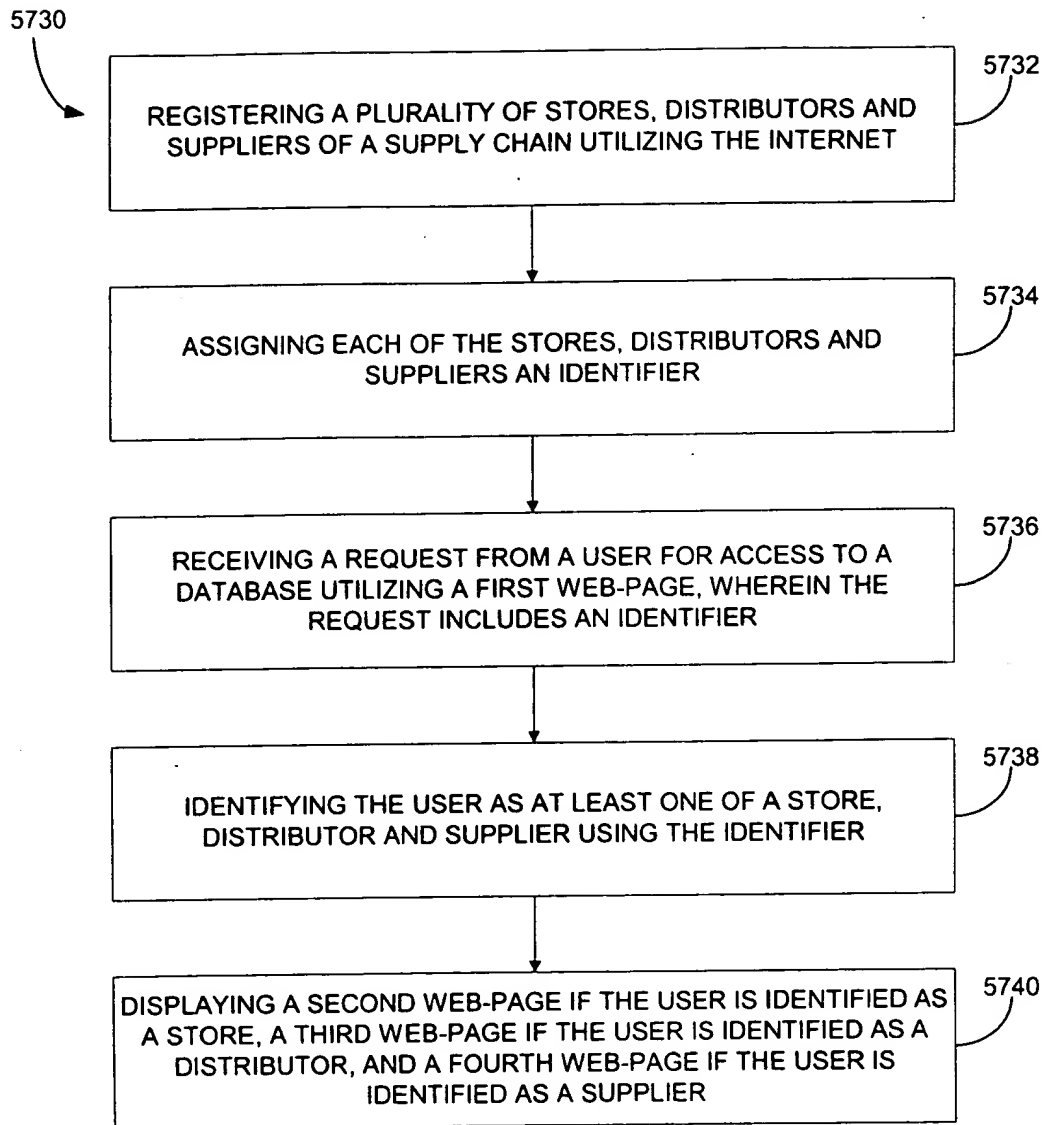 5730
5732
REGISTERING A PLURALITY OF STORES, DISTRIBUTORS AND
SUPPLIERS OF A SUPPLY CHAIN UTILIZING THE INTERNET
5734
ASSIGNING EACH OF THE STORES, DISTRIBUTORS AND
SUPPLIERS AN IDENTIFIER
5736
RECEIVING A REQUEST FROM A USER FOR ACCESS TO A
DATABASE UTILIZING A FIRST WEB-PAGE, WHEREIN THE
REQUEST INCLUDES AN IDENTIFIER
5738
IDENTIFYING THE USER AS AT LEAST ONE OF A STORE,
DISTRIBUTOR AND SUPPLIER USING THE IDENTIFIER
5740
DISPLAYING A SECOND WEB-PAGE IF THE USER IS IDENTIFIED AS
A STORE, A THIRD WEB-PAGE IF THE USER IS IDENTIFIED AS A
DISTRIBUTOR, AND A FOURTH WEB-PAGE IF THE USER IS
IDENTIFIED AS A SUPPLIER